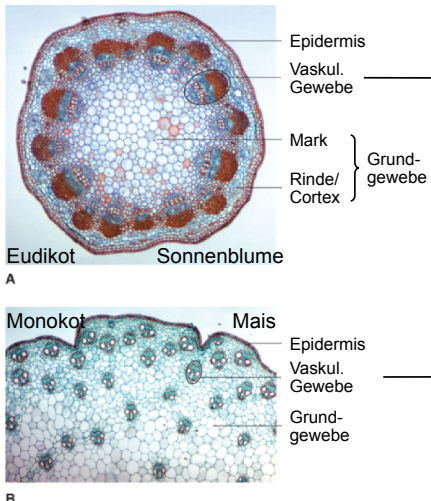 Epidermis
Vaskul.
Gewebe
Mark
Rinde/
Cortex
Grund-
gewebe
Eudikot
Sonnenblume
A
Monokot
Mais
Epidermis
Vaskul.
Gewebe
Grund-
gewebe
B